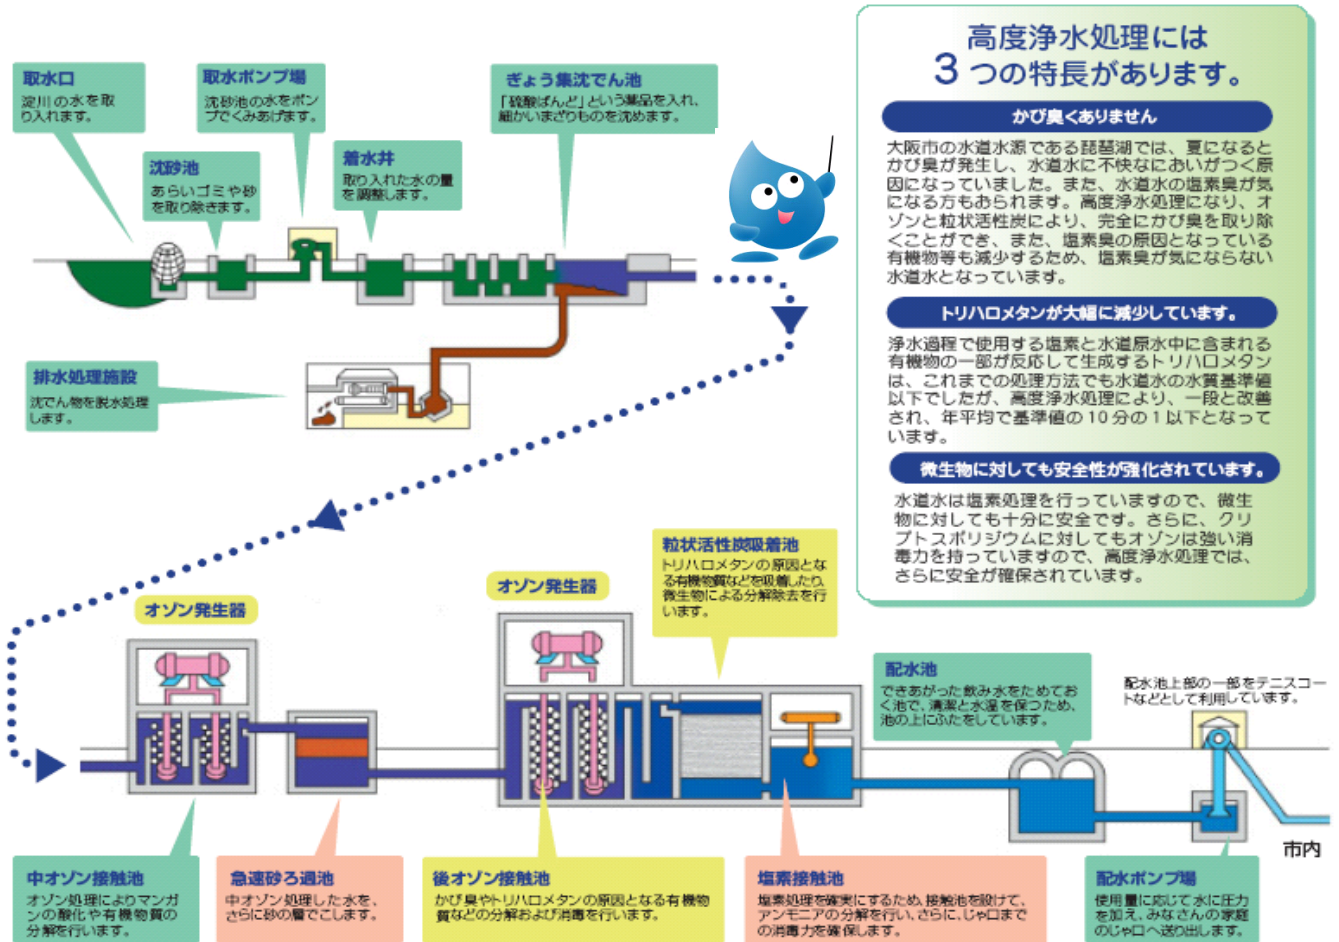 取水口
淀川の水を取
り入れます。
取水ポンプ場
沈砂池の水をポン
プでくみあげます。
ぎょう集沈でん池
「硫酸ばんど」という薬品を入れ、
細かいまざりものを沈めます。
沈砂池
あらいゴミや砂
を取り除きます。
着水井
取り入れた水の量
を調整します。
排水処理施設
沈でん物を脱水処理
します。
高度浄水処理には
3つの特長があります。
かび臭くありません
大阪市の水道水源である琵琶湖では、夏になると
かび臭が発生し、水道水に不快なにおいがつく原
因になっていました。また、水道水の塩素臭が気
になる方もおられます。高度浄水処理になり、オ
ゾンと粒状活性炭により、完全にかび臭を取り除
くことができ、また、塩素臭の原因となっている
有機物等も減少するため、塩素臭が気にならない
水道水となっています。
トリハロメタンが大幅に減少しています。
浄水過程で使用する塩素と水道原水中に含まれる
有機物の一部が反応して生成するトリハロメタン
は、これまでの処理方法でも水道水の水質基準値
以下でしたが、高度浄水処理により、一段と改善
され、年平均で基準値の10分の1以下となって
います。
微生物に対しても安全性が強化されています。
水道水は塩素処理を行っていますので、微生
物に対しても十分に安全です。さらに、クリ
プトスポリジウムに対してもオゾンは強い消
毒力を持っていますので、高度浄水処理では、
さらに安全が確保されています。
オゾン発生器
オゾン発生器
粒状活性炭吸着池
トリハロメタンの原因とな
る有機物質などを吸着したり、
微生物による分解除去を行
います。
配水池
できあがった飲み水をためてお
く池で、清潔と水温を保つため、
池の上にふたをしています。
配水池上部の一部をテニスコー
トなどとして利用しています。
市内
中オゾン接触池
オゾン処理によりマンガ
ンの酸化や有機物質の
分解を行います。
急速砂ろ過池
中オゾン処理した水を、
さらに砂の層でこします。
後オゾン接触池
かび臭やトリハロメタンの原因となる有機物
質などの分解および消毒を行います。
塩素接触池
塩素処理を確実にするため、接触池を設けて、
アンモニアの分解を行い、さらに、じゃ口まで
の消毒力を確保します。
配水ポンプ場
使用量に応じて水に圧力
を加え、みなさんの家庭
のじゃ口へ送り出します。